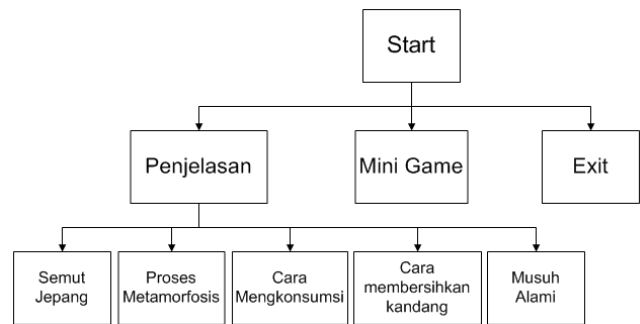 Start
Penjelasan
Mini Game
Exit
Semut
Jepang
Proses
Metamorfosis
Cara
Mengkonsumsi
Cara
membersihkan
kandang
Musuh
Alami